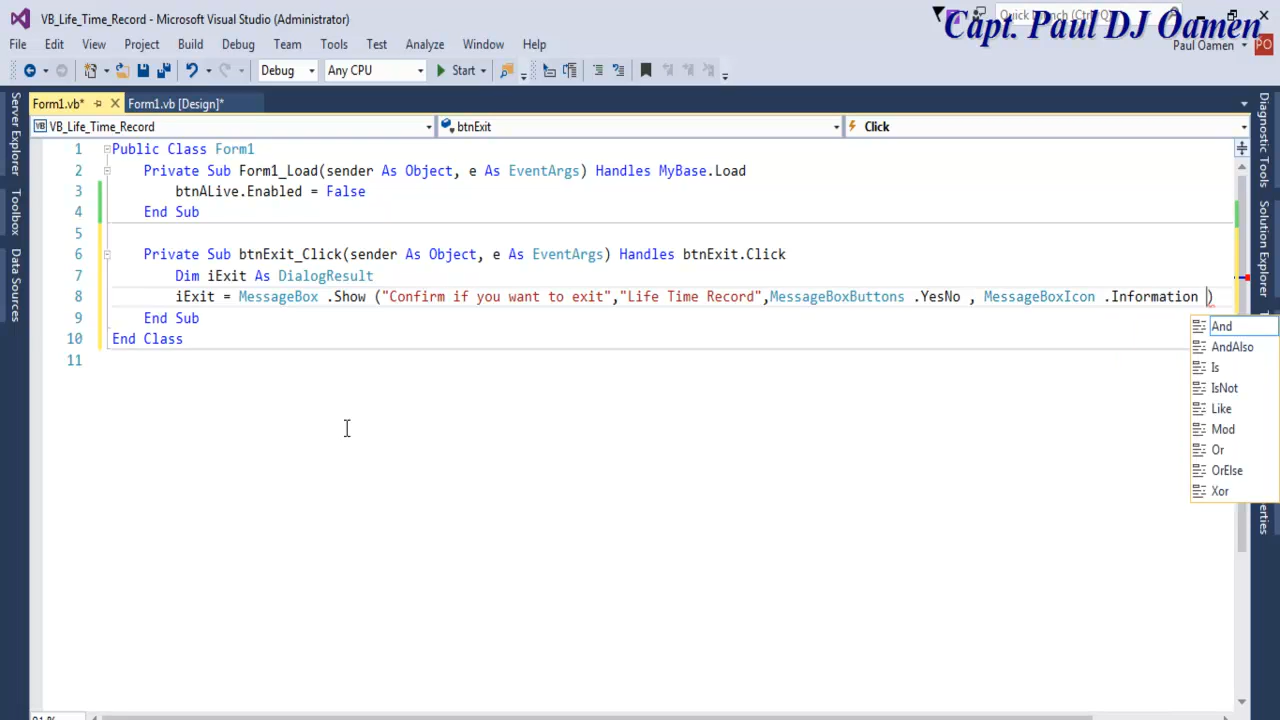 VB_Life_Time_Record - Microsoft Visual Studio (Administrator)
Capt. Paul DJ Oamen
File Edit View Project Build Debug Team Tools Test Analyze Window Help
Paul Oamen PO
Debug Any CPU Start
Form1.vb* Form1.vb [Design]*
VB_Life_Time_Record btnExit Click
1 Public Class Form1
2 Private Sub Form1_Load(sender As Object, e As EventArgs) Handles MyBase.Load
3 btnALive.Enabled = False
4 End Sub
5
6 Private Sub btnExit_Click(sender As Object, e As EventArgs) Handles btnExit.Click
7 Dim iExit As DialogResult
8 iExit = MessageBox .Show ("Confirm if you want to exit","Life Time Record",MessageBoxButtons .YesNo , MessageBoxIcon .Information )
9 End Sub
10 End Class
11
And
AndAlso
Is
IsNot
Like
Mod
Or
OrElse
Xor
Server Explorer
Toolbox
Data Sources
Diagnostic Tools
Solution Explorer